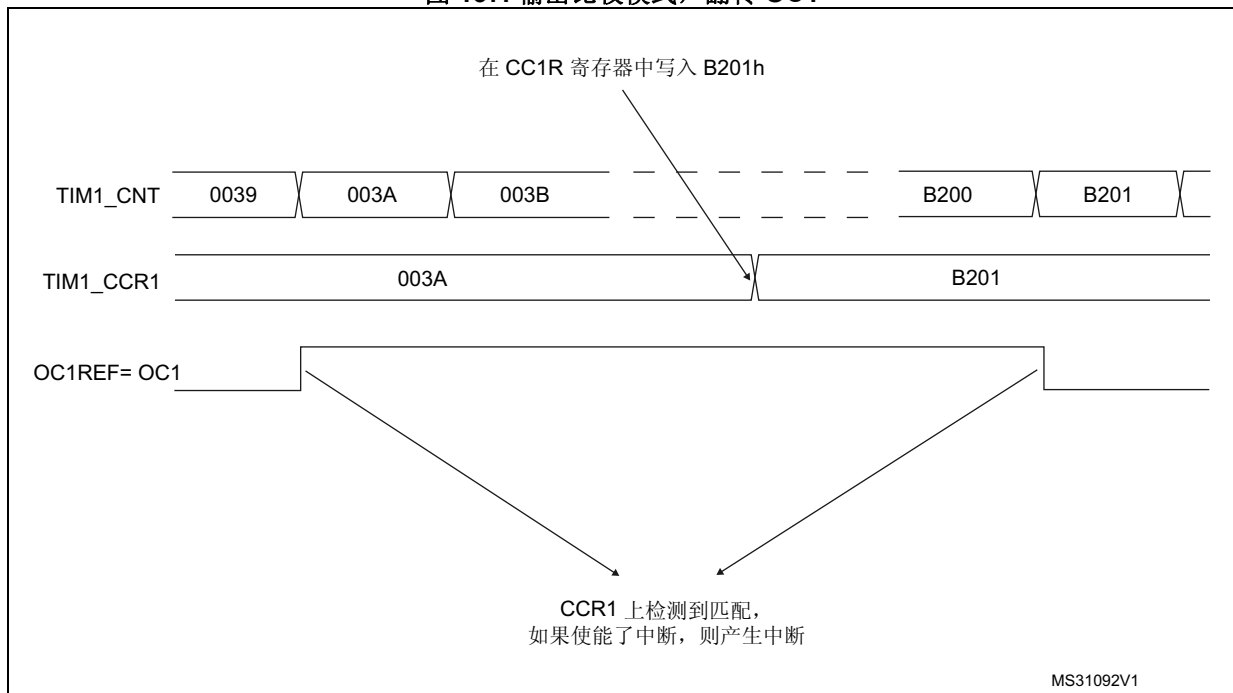 在 CC1R 寄存器中写入 B201h
TIM1_CNT 0039 003A 003B B200 B201
TIM1_CCR1 003A B201
OC1REF= OC1
CCR1 上检测到匹配，
如果使能了中断，则产生中断
MS31092V1